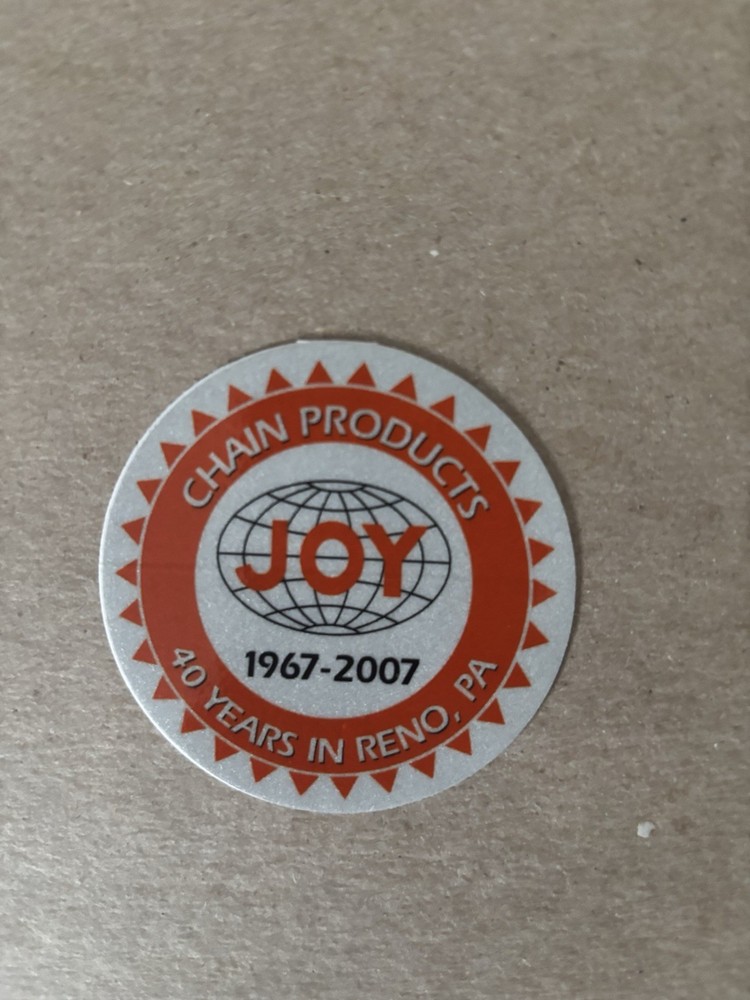 CHAIN PRODUCTS
JOY
1967-2007
40 YEARS IN RENO, PA